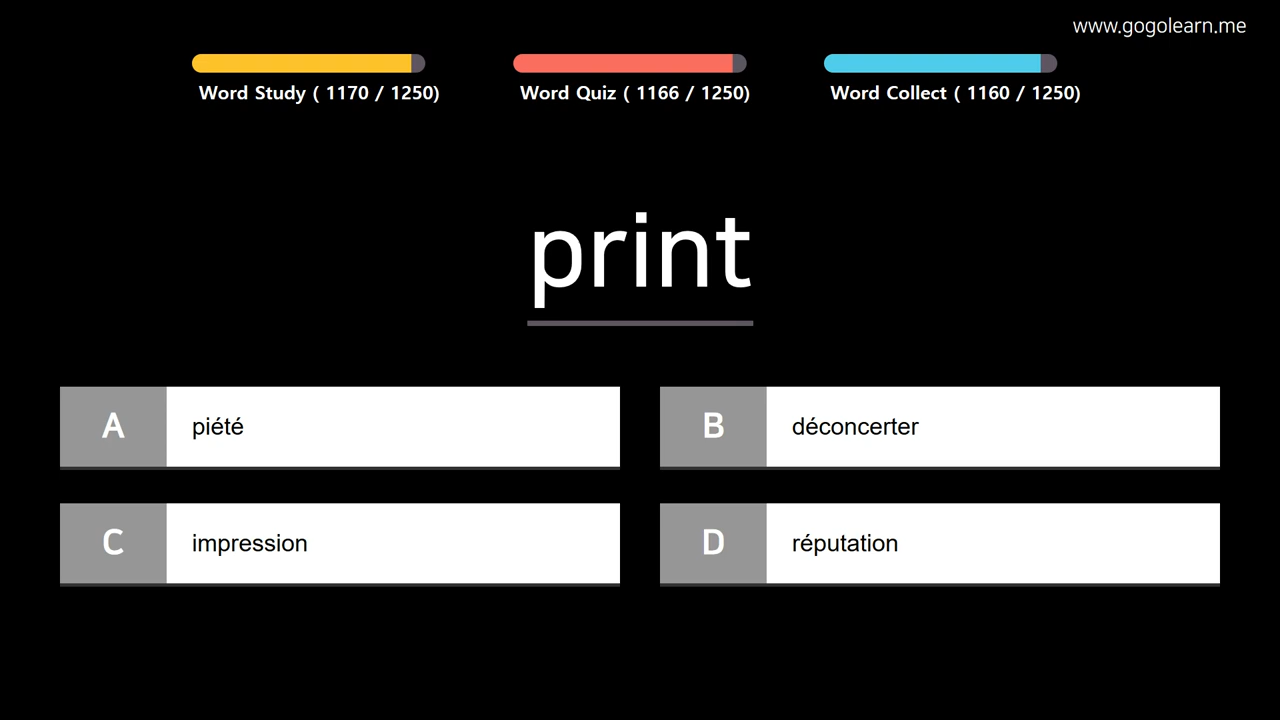 www.gogolearn.me
Word Study ( 1170 / 1250)
Word Quiz ( 1166 / 1250)
Word Collect ( 1160 / 1250)
print
A piété
B déconcerter
C impression
D réputation